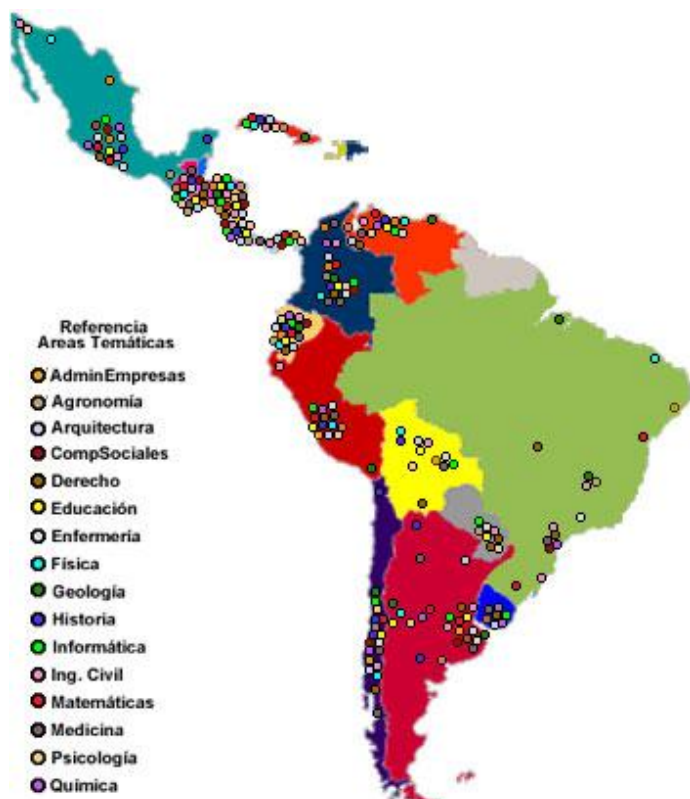 Referencia
Areas Temáticas
AdminEmpresas
Agronomía
Arquitectura
CompSociales
Derecho
Educación
Enfermería
Física
Geología
Historia
Informática
Ing. Civil
Matemáticas
Medicina
Psicología
Química